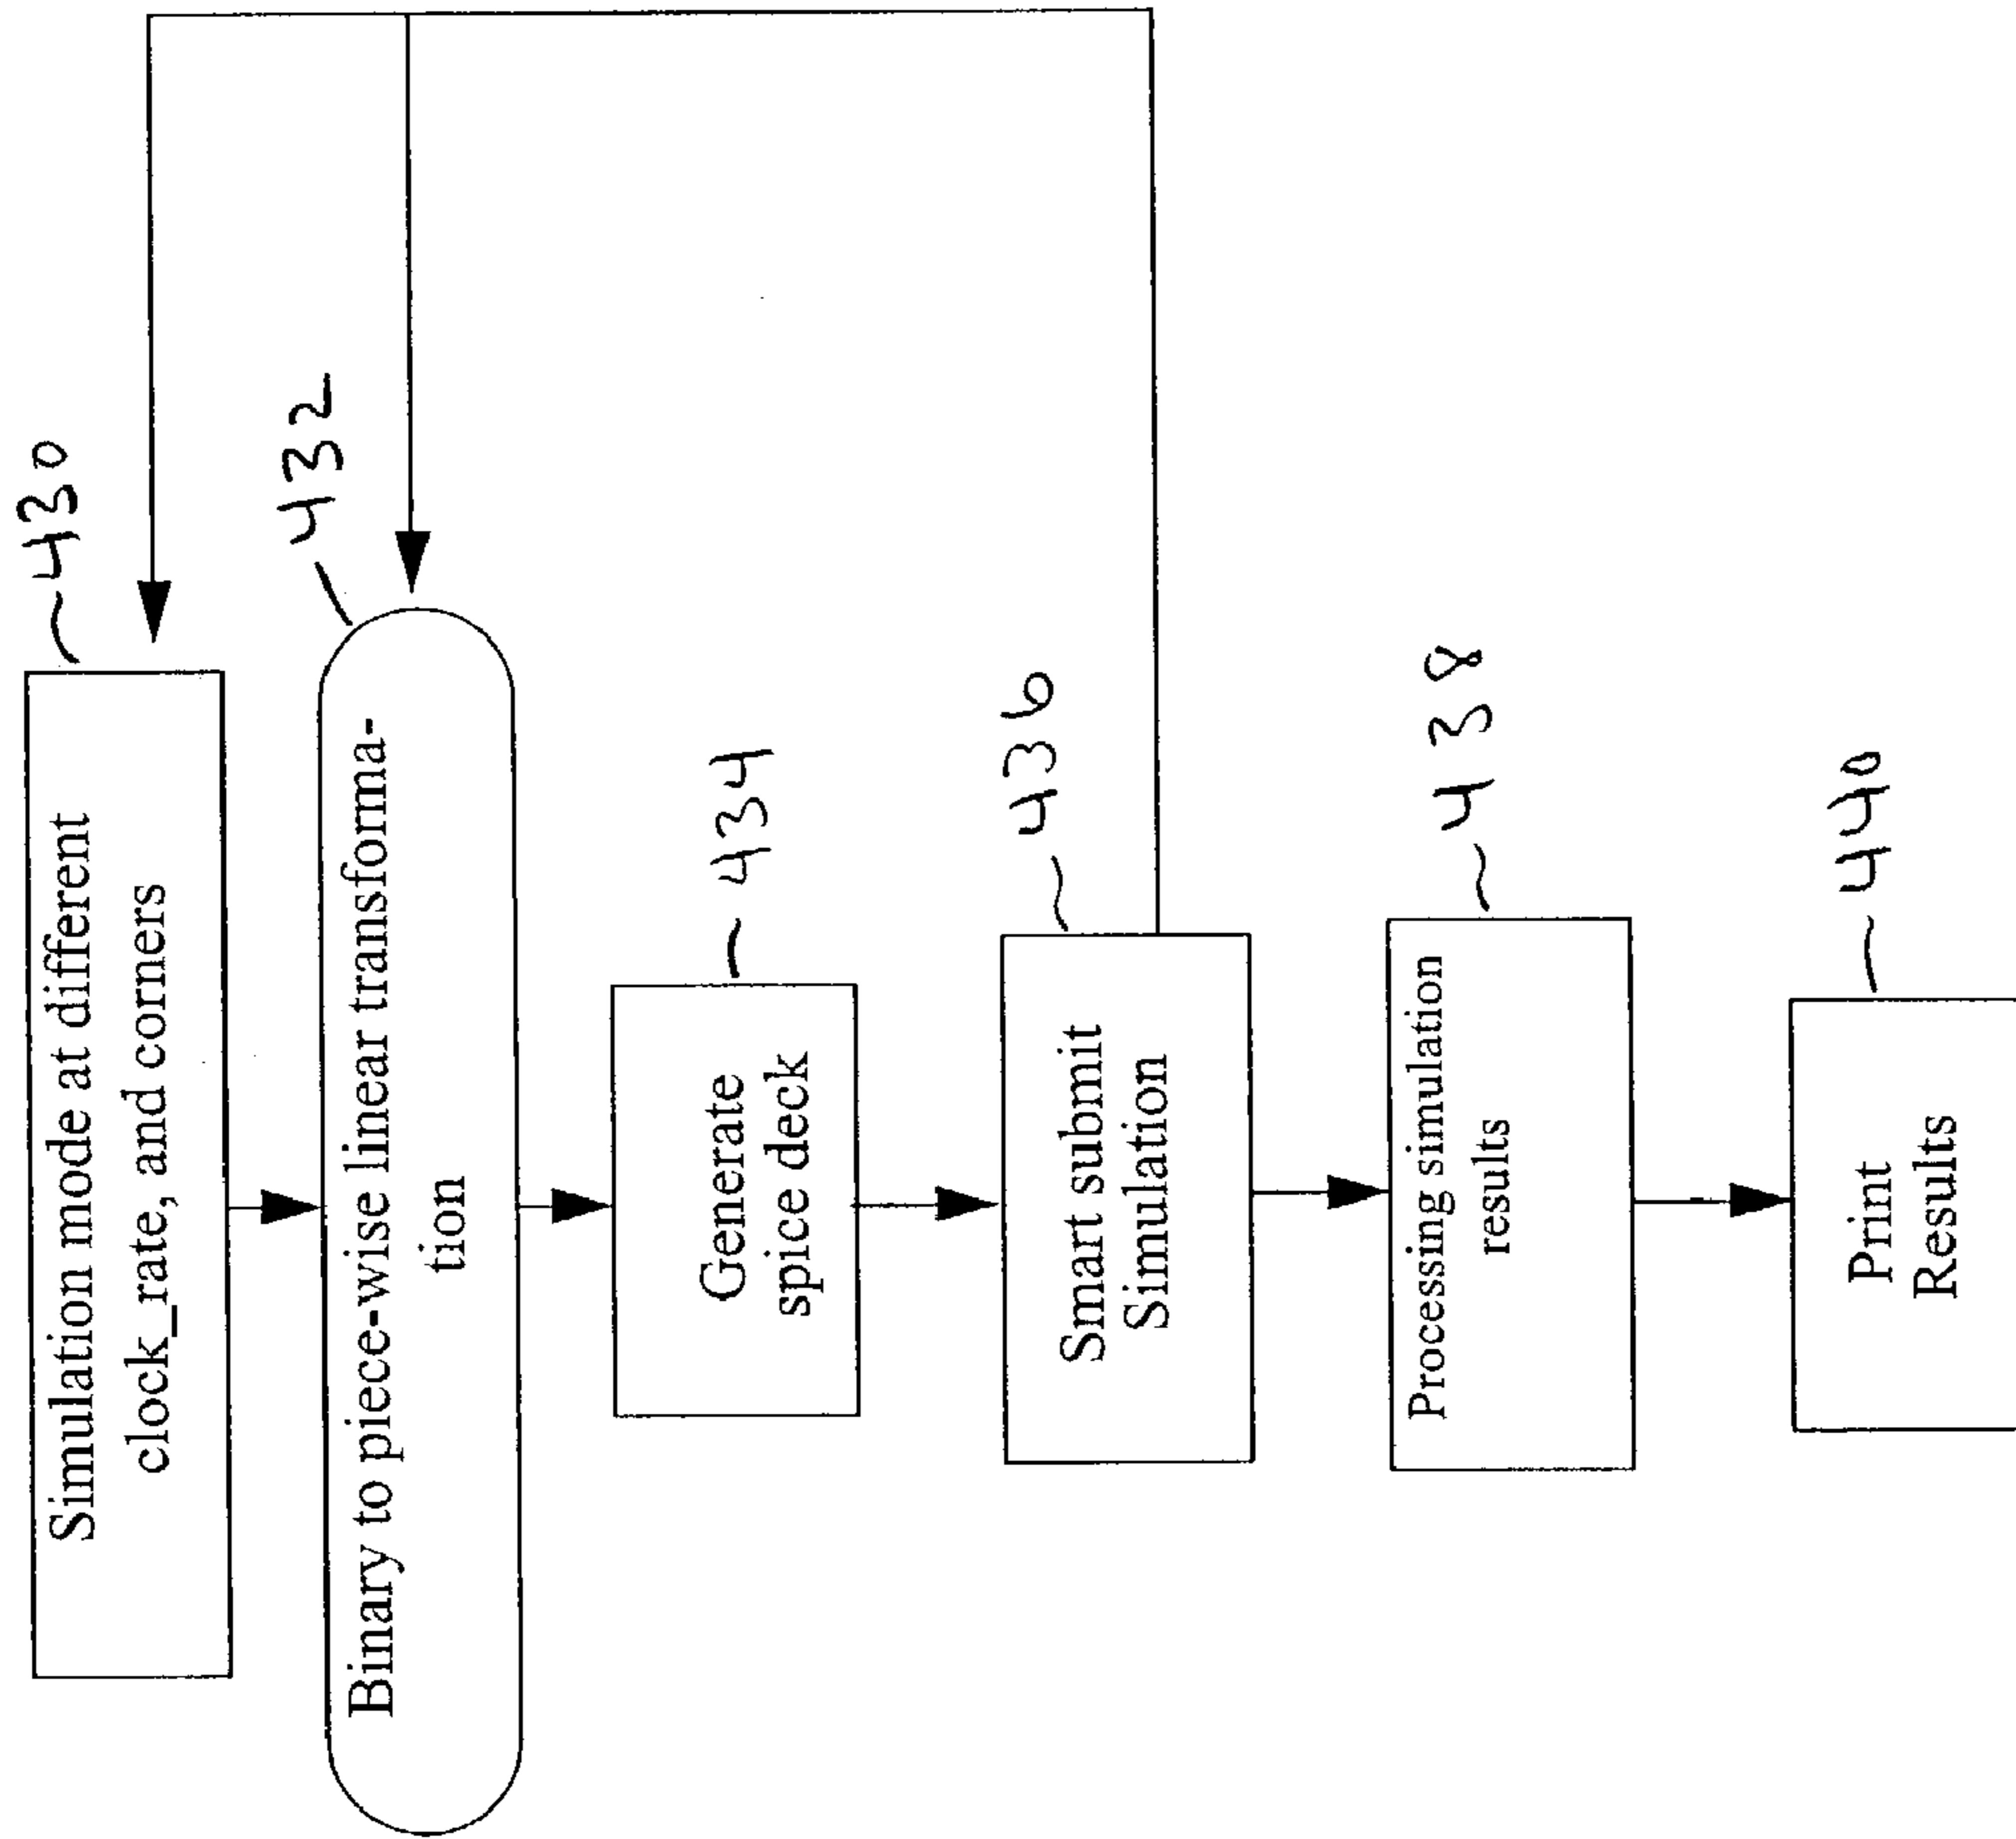 Simulation mode at different
clock_rate, and corners
430
Binary to piece-wise linear transfoma-
tion
432
Generate
spice deck
434
Smart submit
Simulation
436
Processing simulation
results
438
Print
Results
440